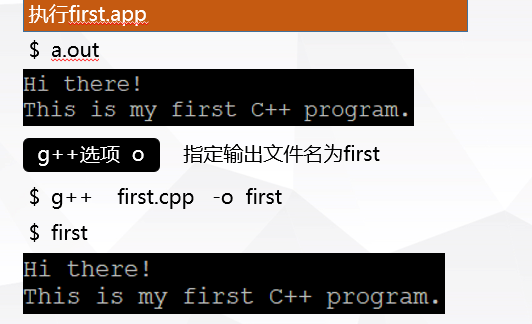 执行first.app
$ a.out
Hi there!
This is my first C++ program.
g++选项 o 指定输出文件名为first
$ g++ first.cpp -o first
$ first
Hi there!
This is my first C++ program.